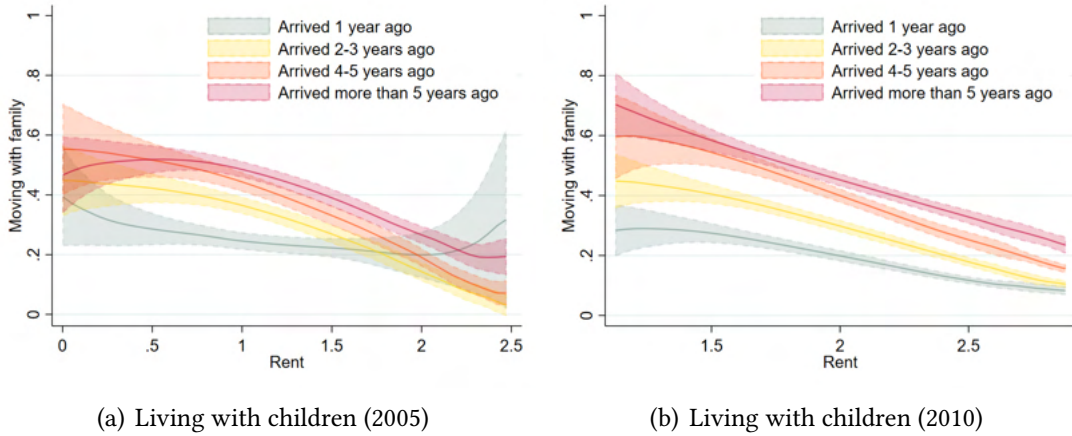 Moving with family
1
.8
.6
.4
.2
0
Arrived 1 year ago
Arrived 2-3 years ago
Arrived 4-5 years ago
Arrived more than 5 years ago
0 .5 1 1.5 2 2.5
Rent
(a) Living with children (2005)
Moving with family
1
.8
.6
.4
.2
0
Arrived 1 year ago
Arrived 2-3 years ago
Arrived 4-5 years ago
Arrived more than 5 years ago
1.5 2 2.5
Rent
(b) Living with children (2010)